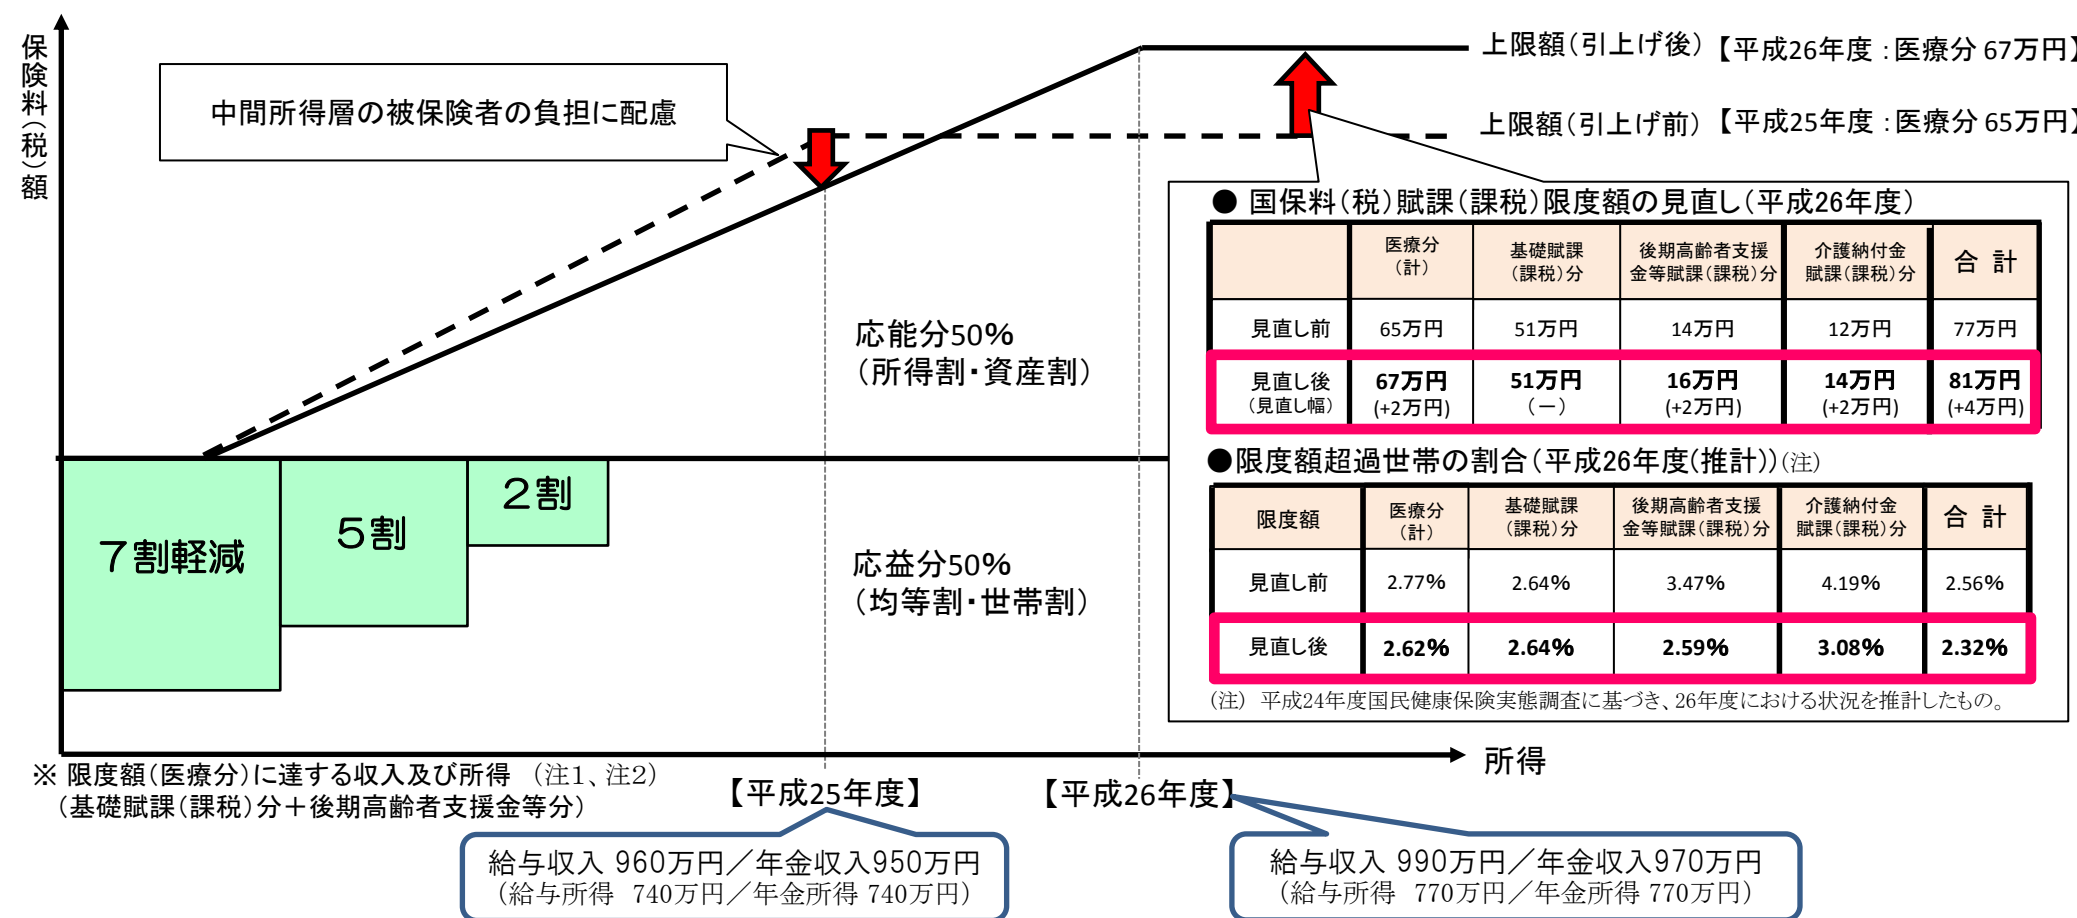 保険料(税)額
中間所得層の被保険者の負担に配慮
上限額(引上げ後)【平成26年度：医療分 67万円】
上限額(引上げ前)【平成25年度：医療分 65万円】
● 国保料(税)賦課(課税)限度額の見直し(平成26年度)
医療分(計) 基礎賦課(課税)分 後期高齢者支援金等賦課(課税)分 介護納付金賦課(課税)分 合 計
見直し前 65万円 51万円 14万円 12万円 77万円
見直し後 67万円 51万円 16万円 14万円 81万円
(見直し幅) (+2万円) (－) (+2万円) (+2万円) (+4万円)
●限度額超過世帯の割合(平成26年度(推計))(注)
限度額 医療分(計) 基礎賦課(課税)分 後期高齢者支援金等賦課(課税)分 介護納付金賦課(課税)分 合 計
見直し前 2.77% 2.64% 3.47% 4.19% 2.56%
見直し後 2.62% 2.64% 2.59% 3.08% 2.32%
(注) 平成24年度国民健康保険実態調査に基づき、26年度における状況を推計したもの。
応能分50%
(所得割・資産割)
7割軽減
5割
2割
応益分50%
(均等割・世帯割)
所得
※ 限度額(医療分)に達する収入及び所得 (注1、注2)
(基礎賦課(課税)分＋後期高齢者支援金等分)
【平成25年度】
【平成26年度】
給与収入 960万円／年金収入950万円
(給与所得 740万円／年金所得 740万円)
給与収入 990万円／年金収入970万円
(給与所得 770万円／年金所得 770万円)